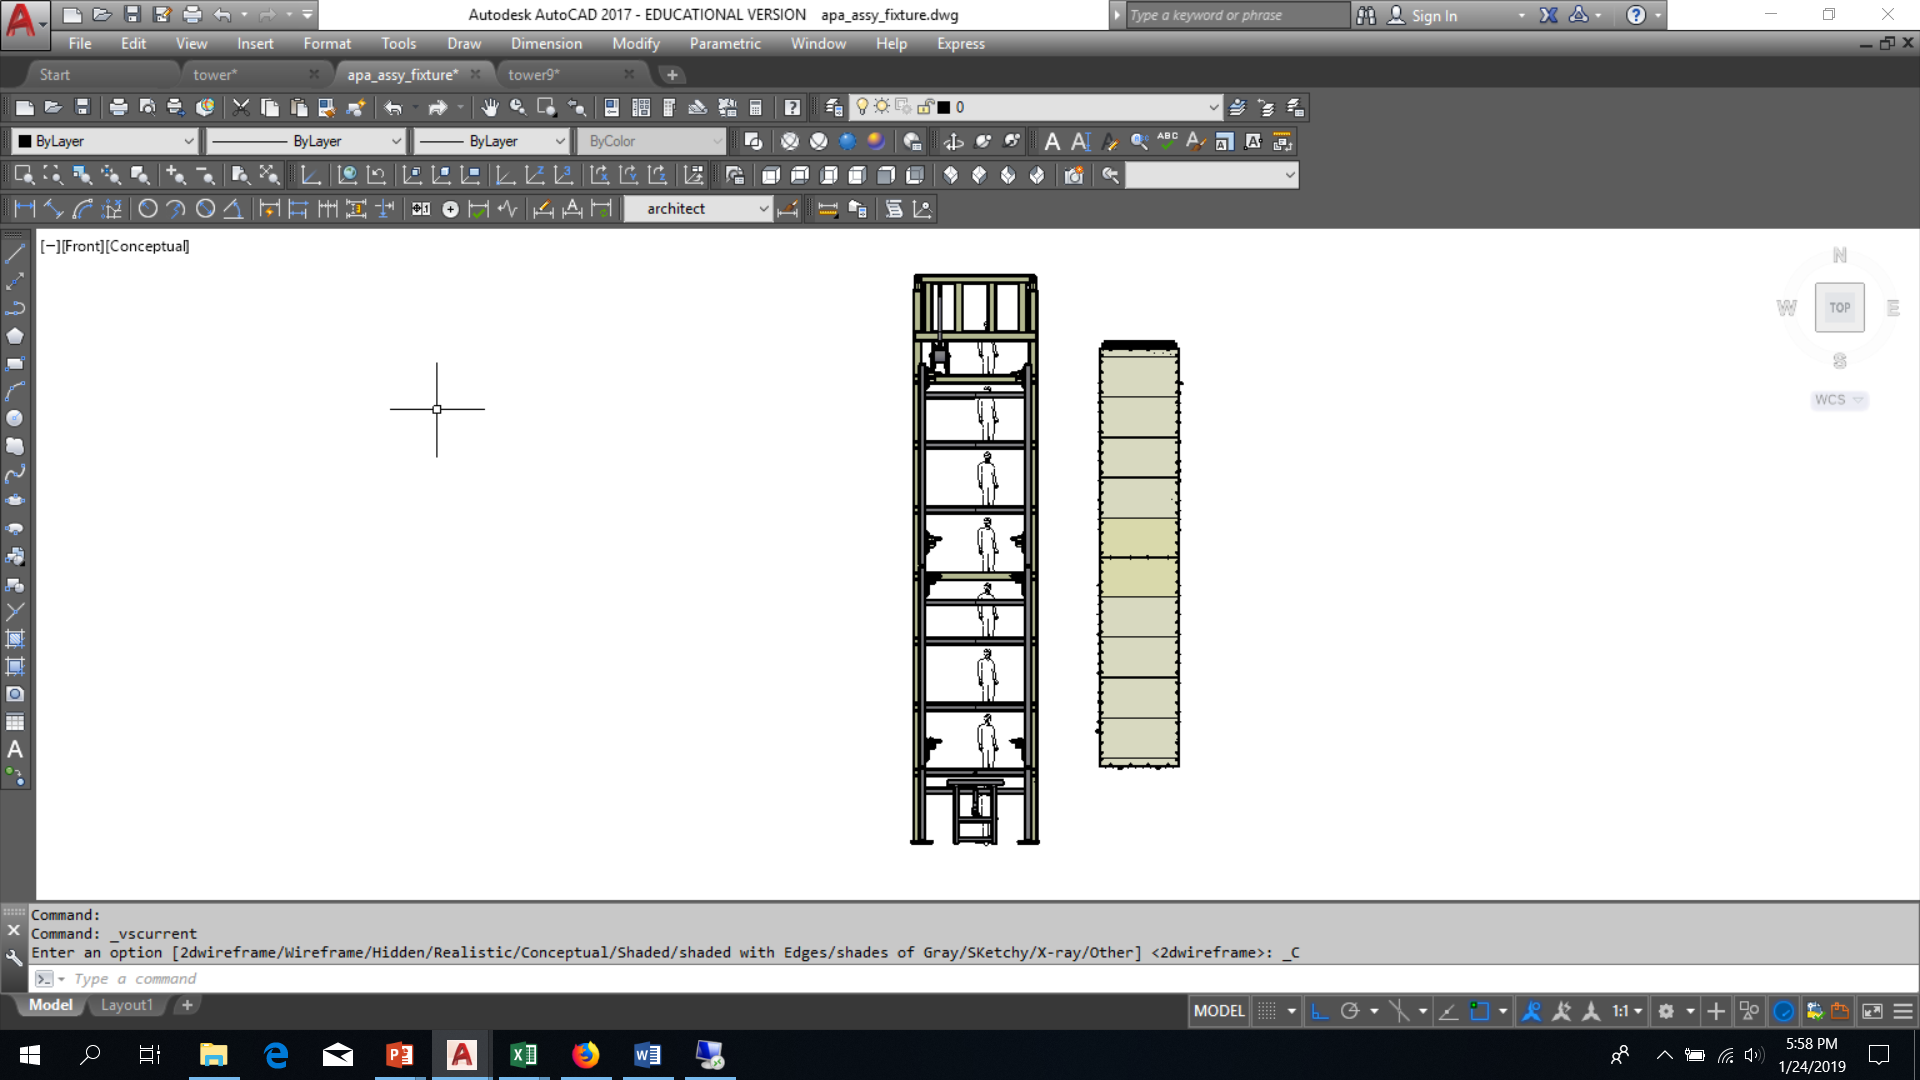 Autodesk AutoCAD 2017 - EDUCATIONAL VERSION apa_assy_fixture.dwg
Type a keyword or phrase
Sign In
File Edit View Insert Format Tools Draw Dimension Modify Parametric Window Help Express
Start tower* apa_assy_fixture* tower9*
0
ByLayer ByLayer ByLayer ByColor
architect
[−][Front][Conceptual]
N
W TOP E
S
WCS
Command:
Command: _vscurrent
Enter an option [2dwireframe/Wireframe/Hidden/Realistic/Conceptual/Shaded/shaded with Edges/shades of Gray/SKetchy/X-ray/Other] <2dwireframe>: _C
Type a command
Model Layout1
MODEL 1:1
5:58 PM
1/24/2019